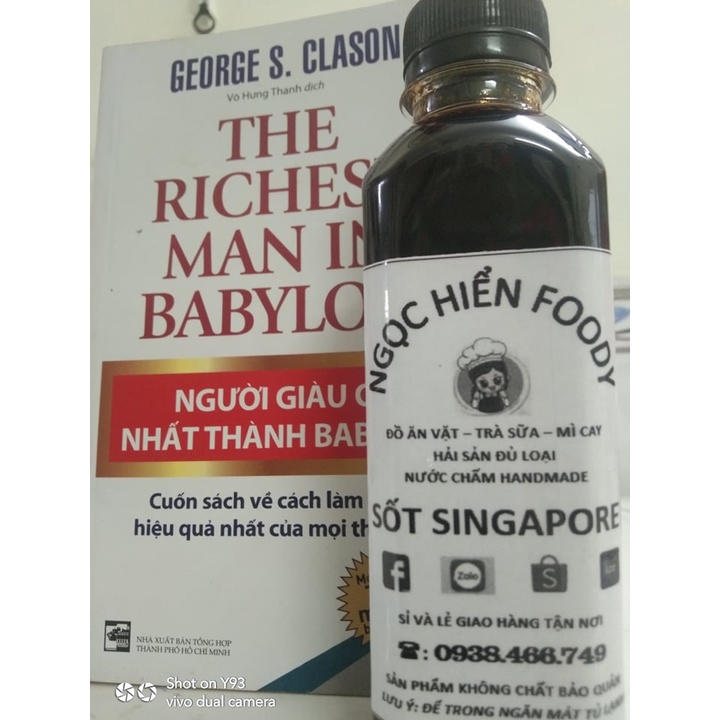 GEORGE S. CLASON
Võ Hưng Thanh dịch
THE
RICHEST
MAN IN
BABYLO
NGƯỜI GIÀU C
NHẤT THÀNH BAB
Cuốn sách về cách làm
hiệu quả nhất của mọi th
NHÀ XUẤT BẢN TỔNG HỢP
THÀNH PHỐ HỒ CHÍ MINH
NGỌC HIỂN FOODY
ĐỒ ĂN VẶT – TRÀ SỮA – MÌ CAY
HẢI SẢN ĐỦ LOẠI
NƯỚC CHẤM HANDMADE
SỐT SINGAPORE
f
Zalo
S
SỈ VÀ LẺ GIAO HÀNG TẬN NƠI
☎: 0938.466.749
SẢN PHẨM KHÔNG CHẤT BẢO QUẢN
LƯU Ý: ĐỂ TRONG NGĂN MÁT TỦ LẠNH
Shot on Y93
vivo dual camera